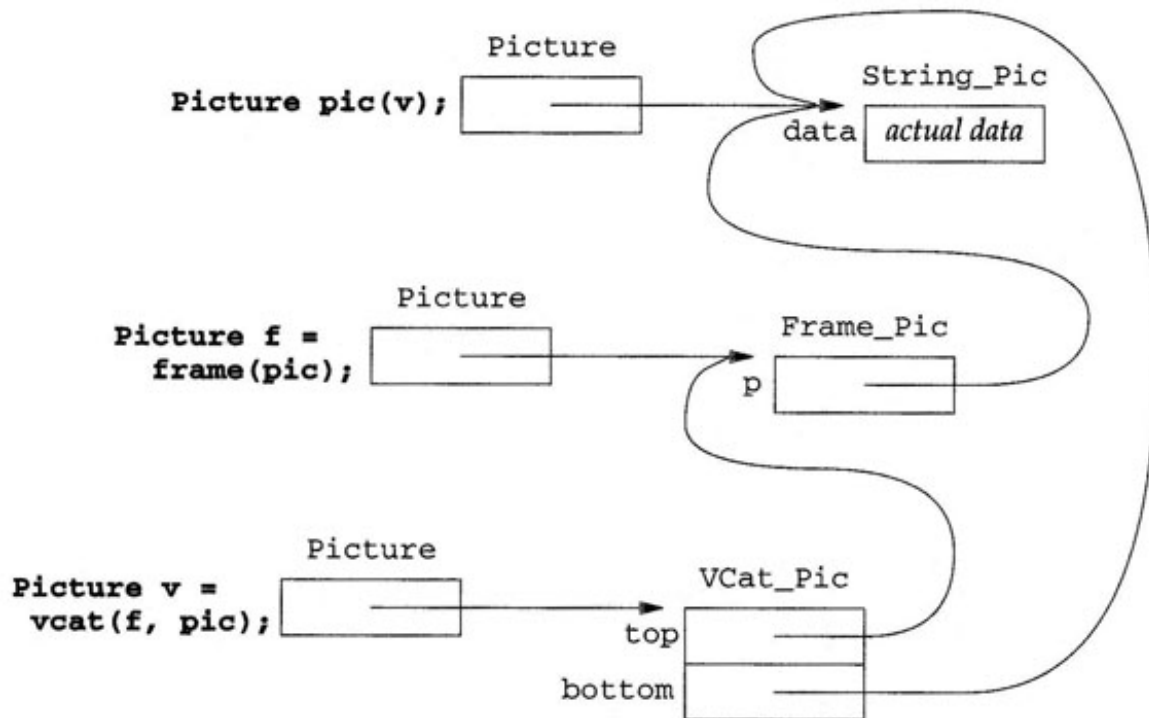 Picture
String_Pic
Picture pic(v);
data
actual data
Picture
Frame_Pic
Picture f =
frame(pic);
p
Picture
VCat_Pic
Picture v =
vcat(f, pic);
top
bottom